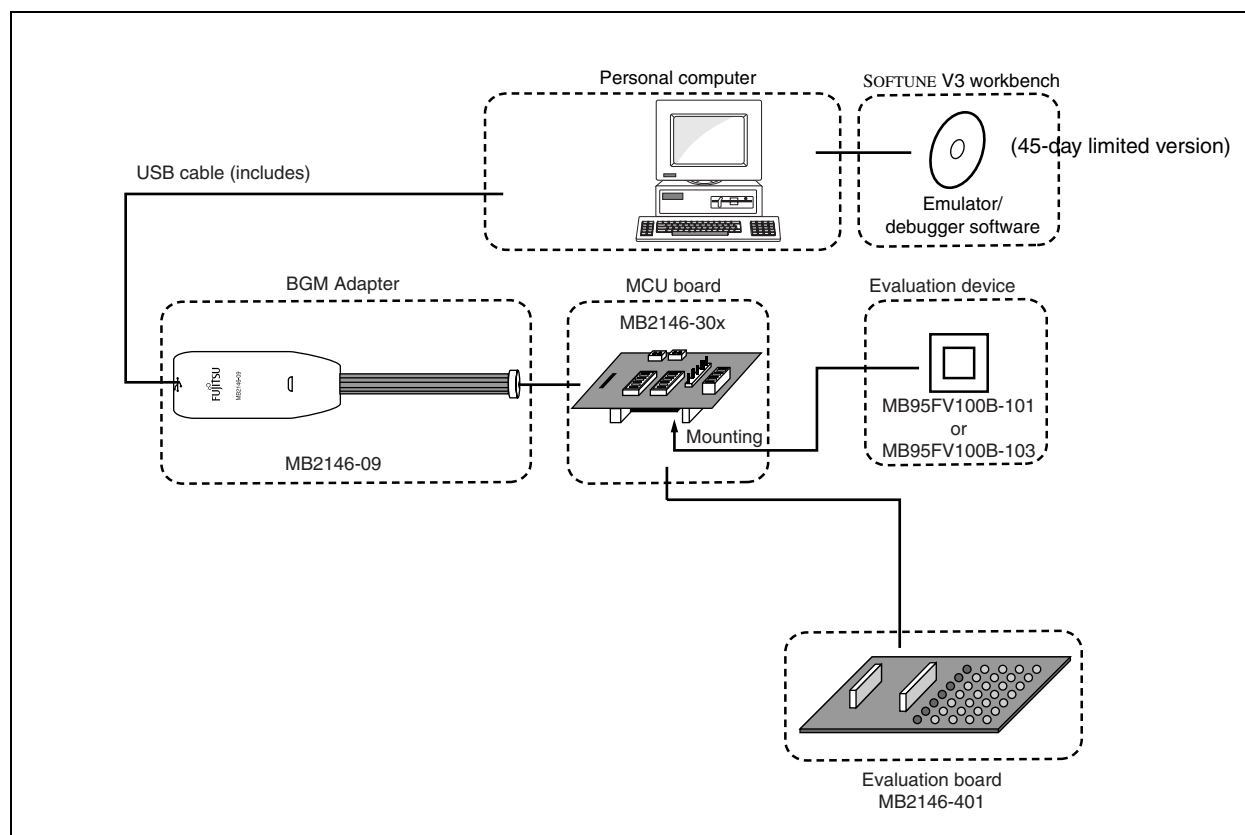 Personal computer
SOFTUNE V3 workbench
(45-day limited version)
Emulator/
debugger software
USB cable (includes)
BGM Adapter
FUJITSU
MB2146-09
MB2146-09
MCU board
MB2146-30x
Mounting
Evaluation device
MB95FV100B-101
or
MB95FV100B-103
Evaluation board
MB2146-401